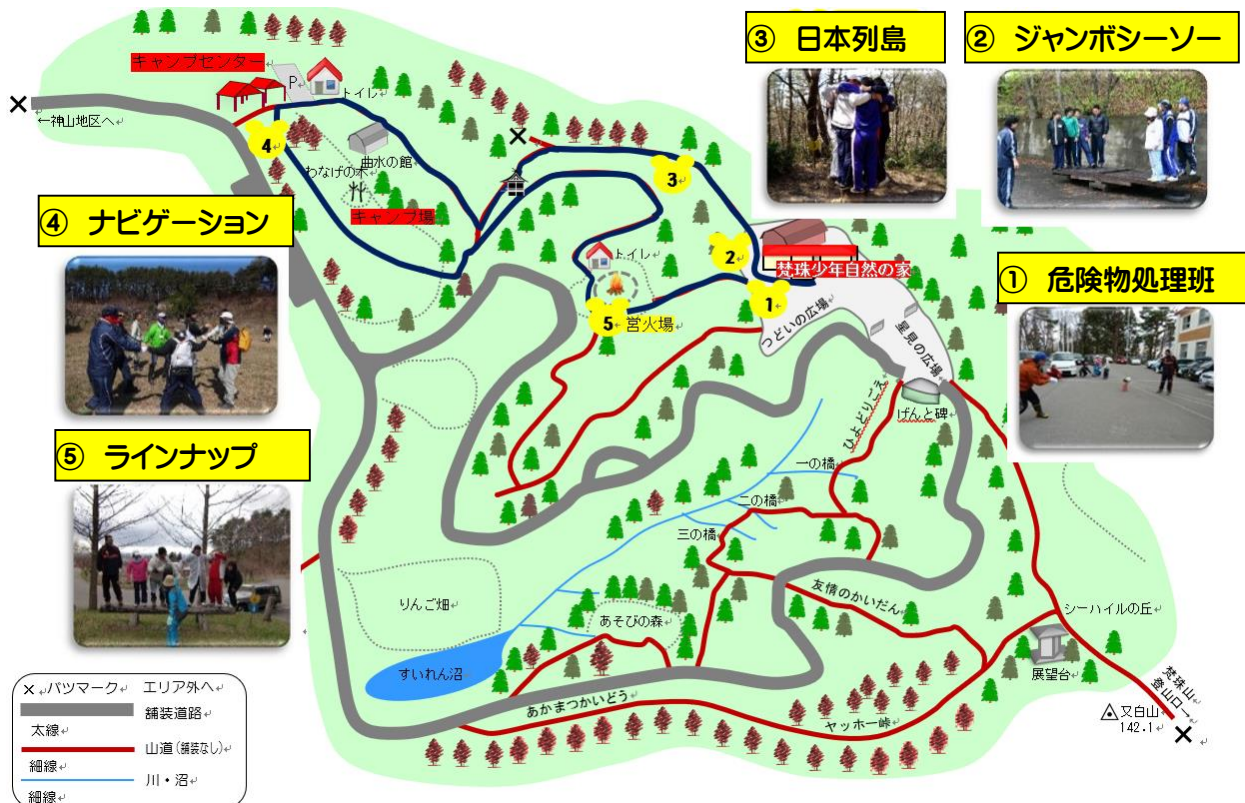 ③ 日本列島
② ジャンボシーソー
キャンプセンター
P
トイレ
←神山地区へ
4
曲水の館
わなげの木
キャンプ場
3
④ ナビゲーション
トイレ
2
梵珠少年自然の家
1
① 危険物処理班
5
営火場
つどいの広場
星見の広場
げんと碑
ひよどりごえ
⑤ ラインナップ
一の橋
二の橋
三の橋
りんご畑
あそびの森
友情のかいだん
シーハイルの丘
すいれん沼
展望台
あかまつかいどう
ヤッホー峠
梵珠山
登山口→
又白山
142.1
× バツマーク エリア外へ
舗装道路
太線
山道(舗装なし)
細線
川・沼
細線